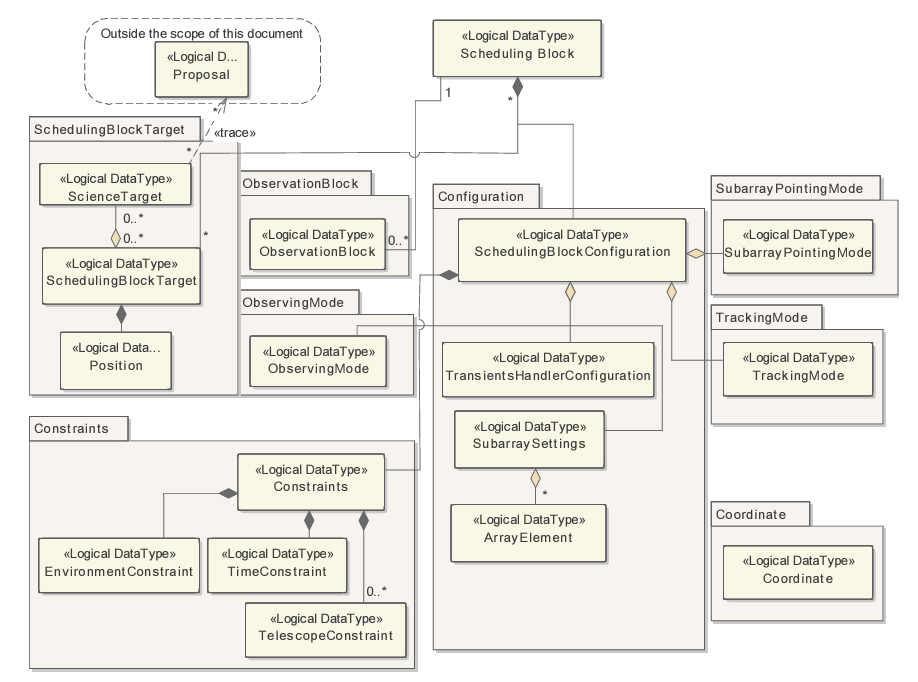 Outside the scope of this document
«Logical D...
Proposal
«Logical DataType»
Scheduling Block
1
*
*
«trace»
*
SchedulingBlockTarget
«Logical DataType»
ScienceTarget
0..*
0..*
*
«Logical DataType»
SchedulingBlockTarget
«Logical Data...
Position
ObservationBlock
«Logical DataType»
ObservationBlock
0..*
ObservingMode
«Logical DataType»
ObservingMode
Configuration
«Logical DataType»
SchedulingBlockConfiguration
«Logical DataType»
TransientsHandlerConfiguration
«Logical DataType»
SubarraySettings
*
«Logical DataType»
ArrayElement
SubarrayPointingMode
«Logical DataType»
SubarrayPointingMode
TrackingMode
«Logical DataType»
TrackingMode
Constraints
«Logical DataType»
Constraints
«Logical DataType»
EnvironmentConstraint
«Logical DataType»
TimeConstraint
0..*
«Logical DataType»
TelescopeConstraint
Coordinate
«Logical DataType»
Coordinate